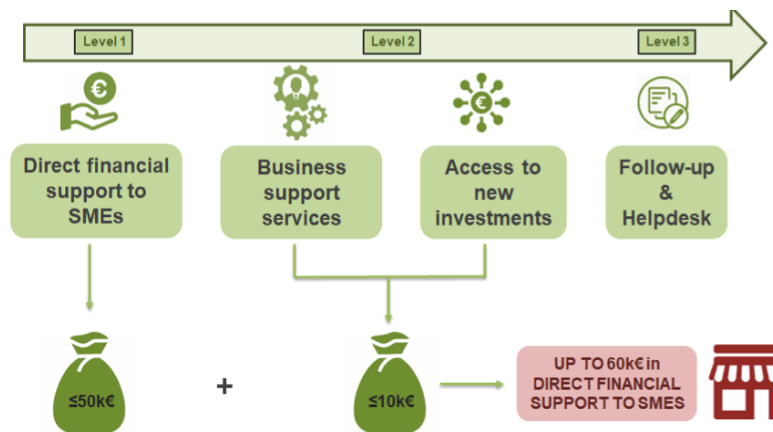 Level 1
Level 2
Level 3
€
€
Direct financial
support to
SMEs
Business
support
services
Access to
new
investments
Follow-up
&
Helpdesk
≤50k€
+
≤10k€
UP TO 60k€ in
DIRECT FINANCIAL
SUPPORT TO SMES